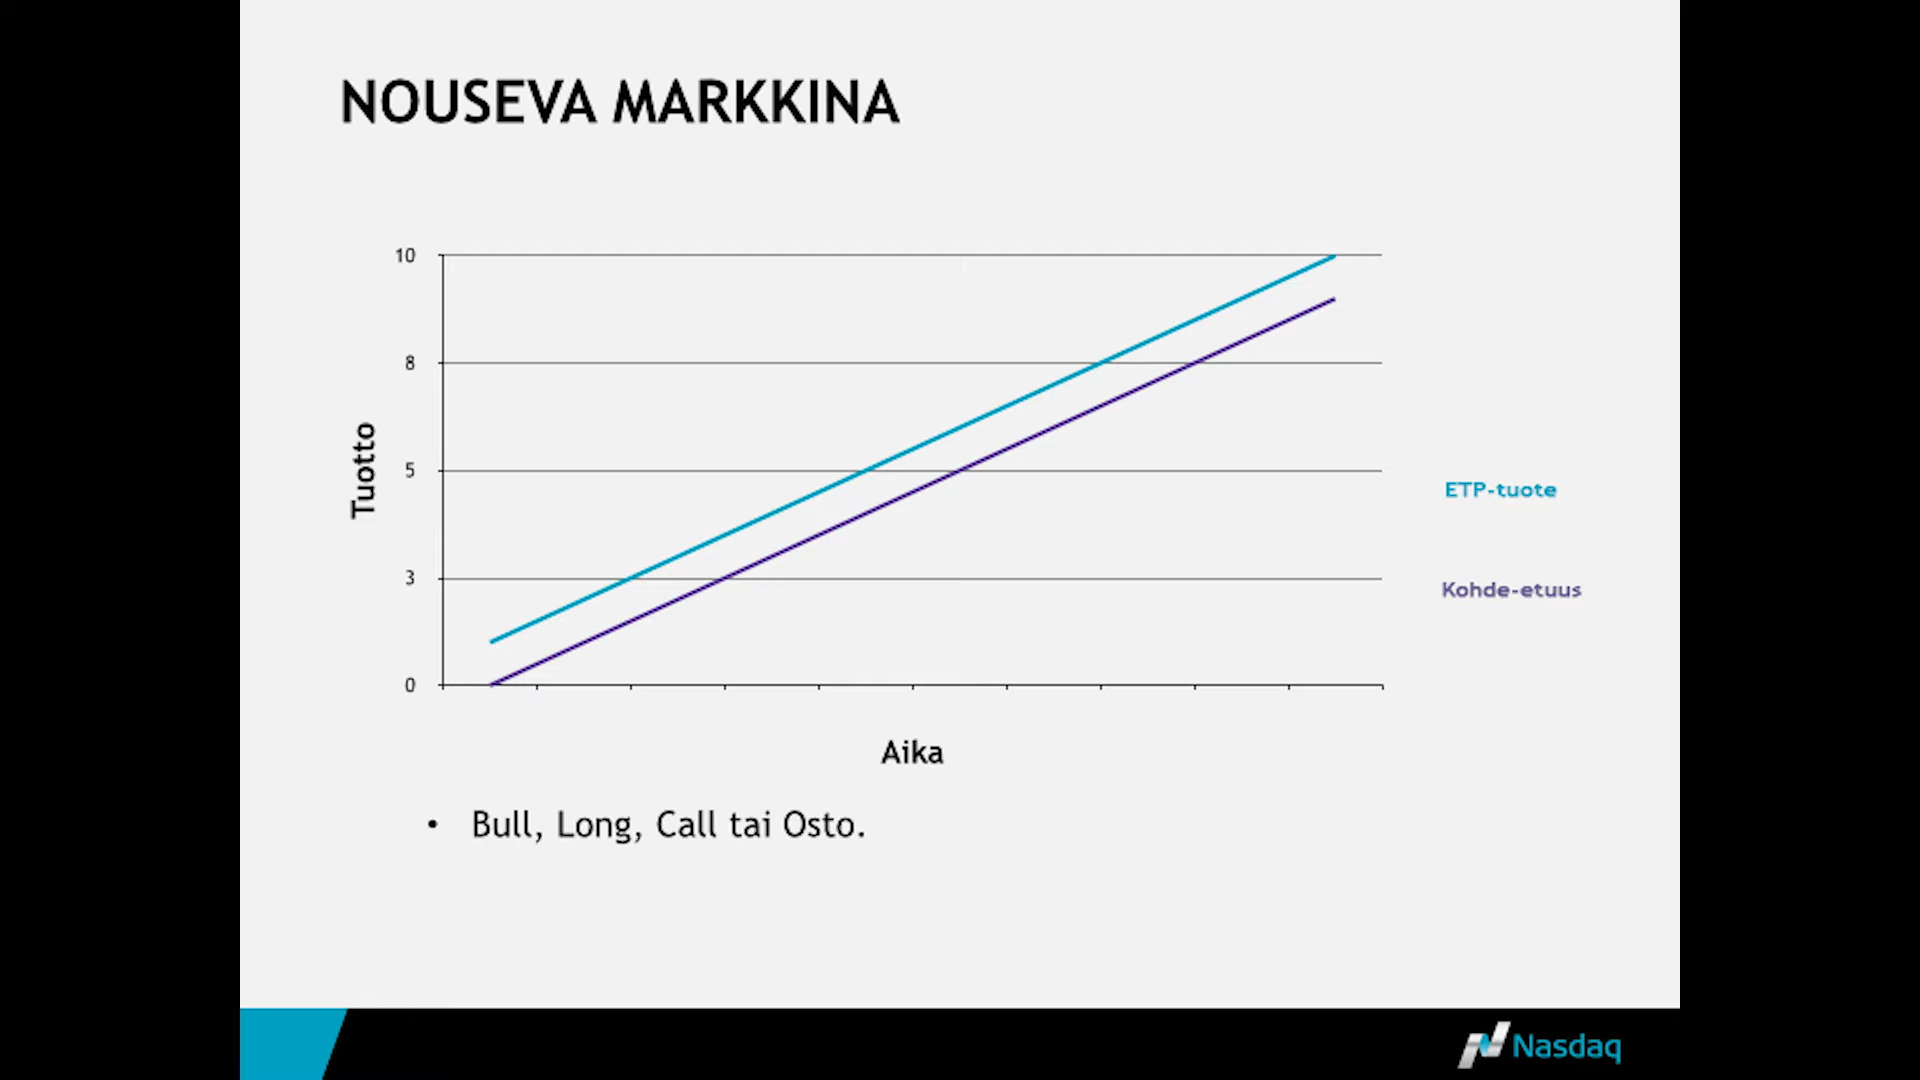 NOUSEVA MARKKINA
10
8
5
3
0
Tuotto
ETP-tuote
Kohde-etuus
Aika
• Bull, Long, Call tai Osto.
Nasdaq